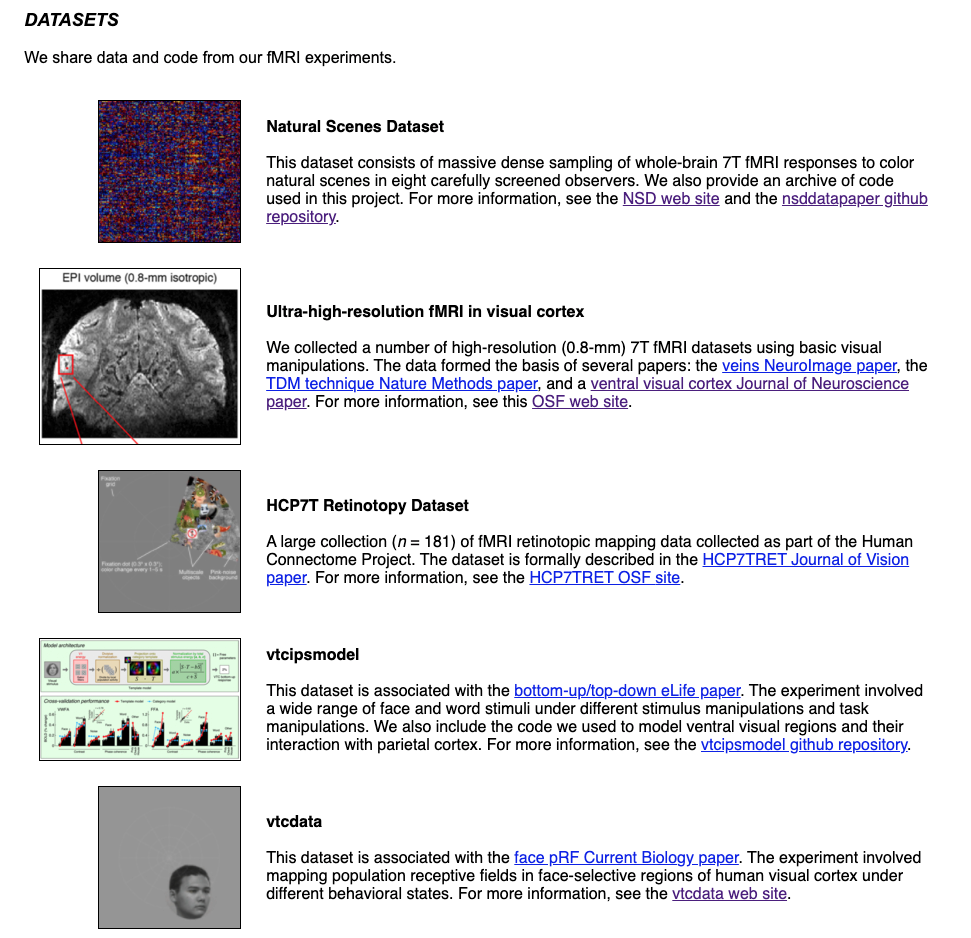 DATASETS
We share data and code from our fMRI experiments.
Natural Scenes Dataset
This dataset consists of massive dense sampling of whole-brain 7T fMRI responses to color
natural scenes in eight carefully screened observers. We also provide an archive of code
used in this project. For more information, see the NSD web site and the nsddatapaper github
repository.
EPI volume (0.8-mm isotropic)
Ultra-high-resolution fMRI in visual cortex
We collected a number of high-resolution (0.8-mm) 7T fMRI datasets using basic visual
manipulations. The data formed the basis of several papers: the veins NeuroImage paper, the
TDM technique Nature Methods paper, and a ventral visual cortex Journal of Neuroscience
paper. For more information, see this OSF web site.
Fixation
grid
Fixation dot (0.3° x 0.3°);
color change every 1–5 s
Multiscale
objects
Pink-noise
background
HCP7T Retinotopy Dataset
A large collection (n = 181) of fMRI retinotopic mapping data collected as part of the Human
Connectome Project. The dataset is formally described in the HCP7TRET Journal of Vision
paper. For more information, see the HCP7TRET OSF site.
Model architecture
Template model
Cross-validation performance
Template model
Category model
VWFA
FFA
Contrast
Phase coherence
Contrast
Phase coherence
vtcipsmodel
This dataset is associated with the bottom-up/top-down eLife paper. The experiment involved
a wide range of face and word stimuli under different stimulus manipulations and task
manipulations. We also include the code we used to model ventral visual regions and their
interaction with parietal cortex. For more information, see the vtcipsmodel github repository.
vtcdata
This dataset is associated with the face pRF Current Biology paper. The experiment involved
mapping population receptive fields in face-selective regions of human visual cortex under
different behavioral states. For more information, see the vtcdata web site.